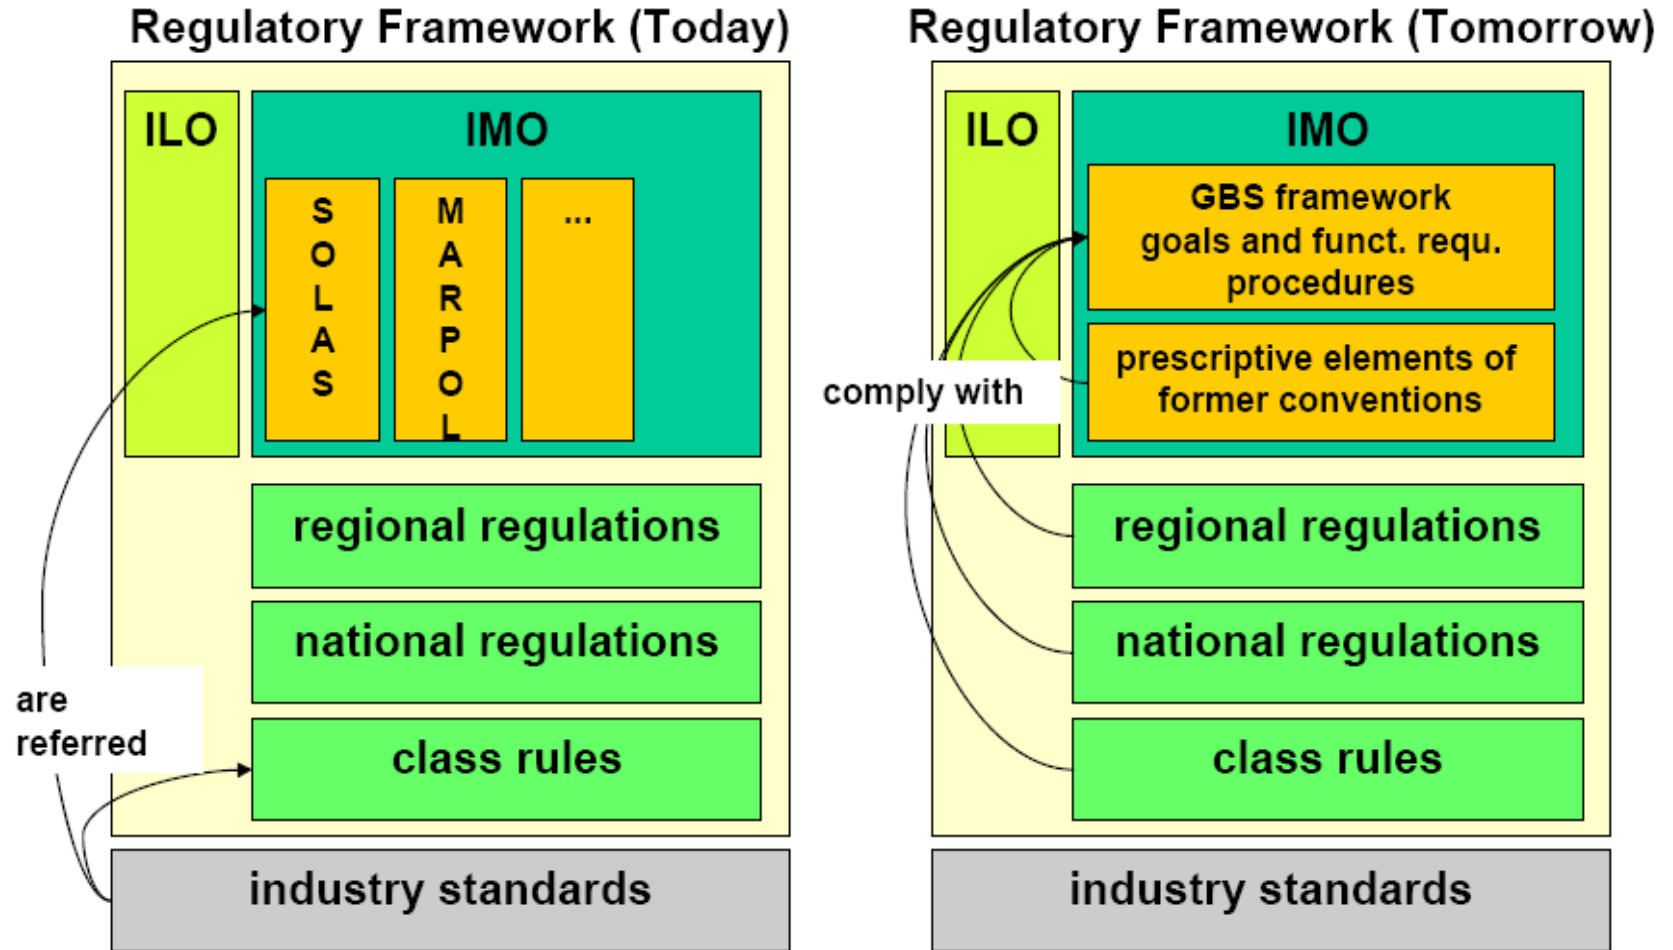 Regulatory Framework (Today)
ILO
IMO
SOLAS
MARPOL
...
regional regulations
national regulations
class rules
are
referred
industry standards
Regulatory Framework (Tomorrow)
ILO
IMO
GBS framework
goals and funct. requ.
procedures
prescriptive elements of
former conventions
comply with
regional regulations
national regulations
class rules
industry standards